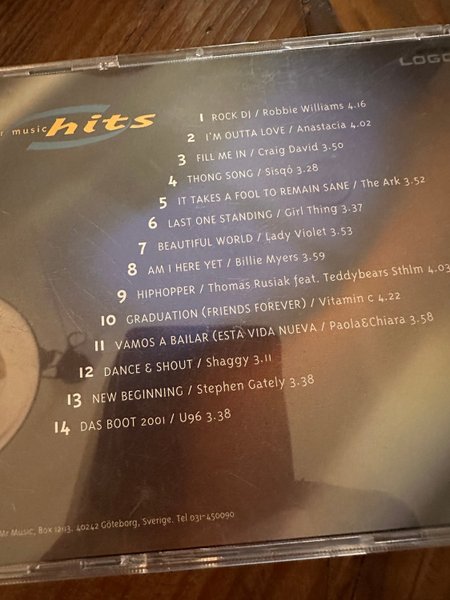 LOGO
r music hits
1 ROCK DJ / Robbie Williams 4.16
2 I'M OUTTA LOVE / Anastacia 4.02
3 FILL ME IN / Craig David 3.50
4 THONG SONG / Sisqó 3.28
5 IT TAKES A FOOL TO REMAIN SANE / The Ark 3.52
6 LAST ONE STANDING / Girl Thing 3.37
7 BEAUTIFUL WORLD / Lady Violet 3.53
8 AM I HERE YET / Billie Myers 3.59
9 HIPHOPPER / Thomas Rusiak feat. Teddybears Sthlm 4.03
10 GRADUATION (FRIENDS FOREVER) / Vitamin c 4.22
11 VAMOS A BAILAR (ESTA VIDA NUEVA / Paola&Chiara 3.58
12 DANCE & SHOUT / Shaggy 3.11
13 NEW BEGINNING / Stephen Gately 3.38
14 DAS BOOT 2001 / U96 3.38
Mr Music, Box 12113, 40242 Göteborg, Sverige. Tel 031-450090